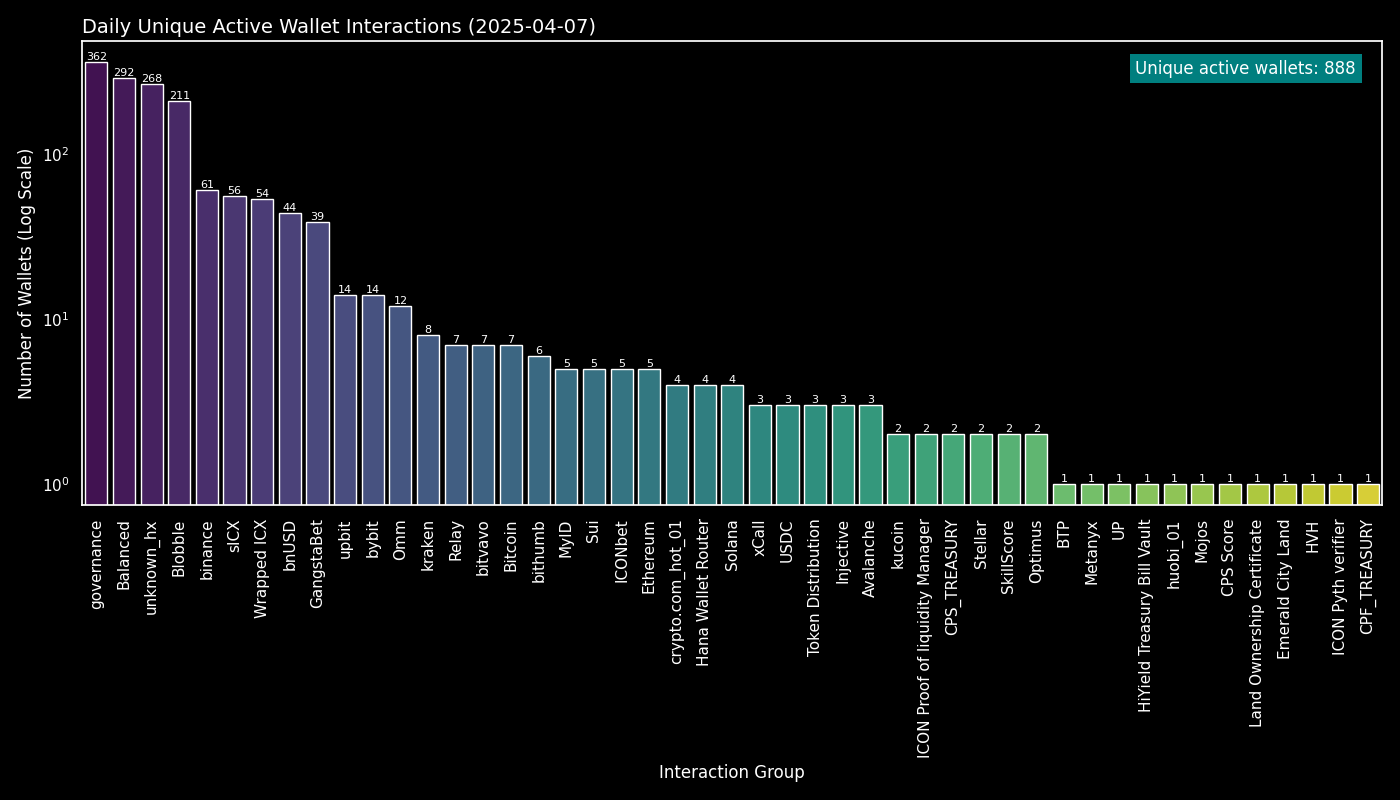 Daily Unique Active Wallet Interactions (2025-04-07)
Unique active wallets: 888
Number of Wallets (Log Scale)
10²
10¹
10⁰
362
292
268
211
61
56
54
44
39
14
14
12
8
7
7
7
6
5
5
5
5
4
4
4
3
3
3
3
3
2
2
2
2
2
2
1
1
1
1
1
1
1
1
1
1
1
1
governance
Balanced
unknown_hx
Blobble
binance
sICX
Wrapped ICX
bnUSD
GangstaBet
upbit
bybit
Omm
kraken
Relay
bitvavo
Bitcoin
bithumb
MyID
Sui
ICONbet
Ethereum
crypto.com_hot_01
Hana Wallet Router
Solana
xCall
USDC
Token Distribution
Injective
Avalanche
kucoin
ICON Proof of liquidity Manager
CPS_TREASURY
Stellar
SkillScore
Optimus
BTP
Metanyx
UP
HiYield Treasury Bill Vault
huobi_01
Mojos
CPS Score
Land Ownership Certificate
Emerald City Land
HVH
ICON Pyth verifier
CPF_TREASURY
Interaction Group